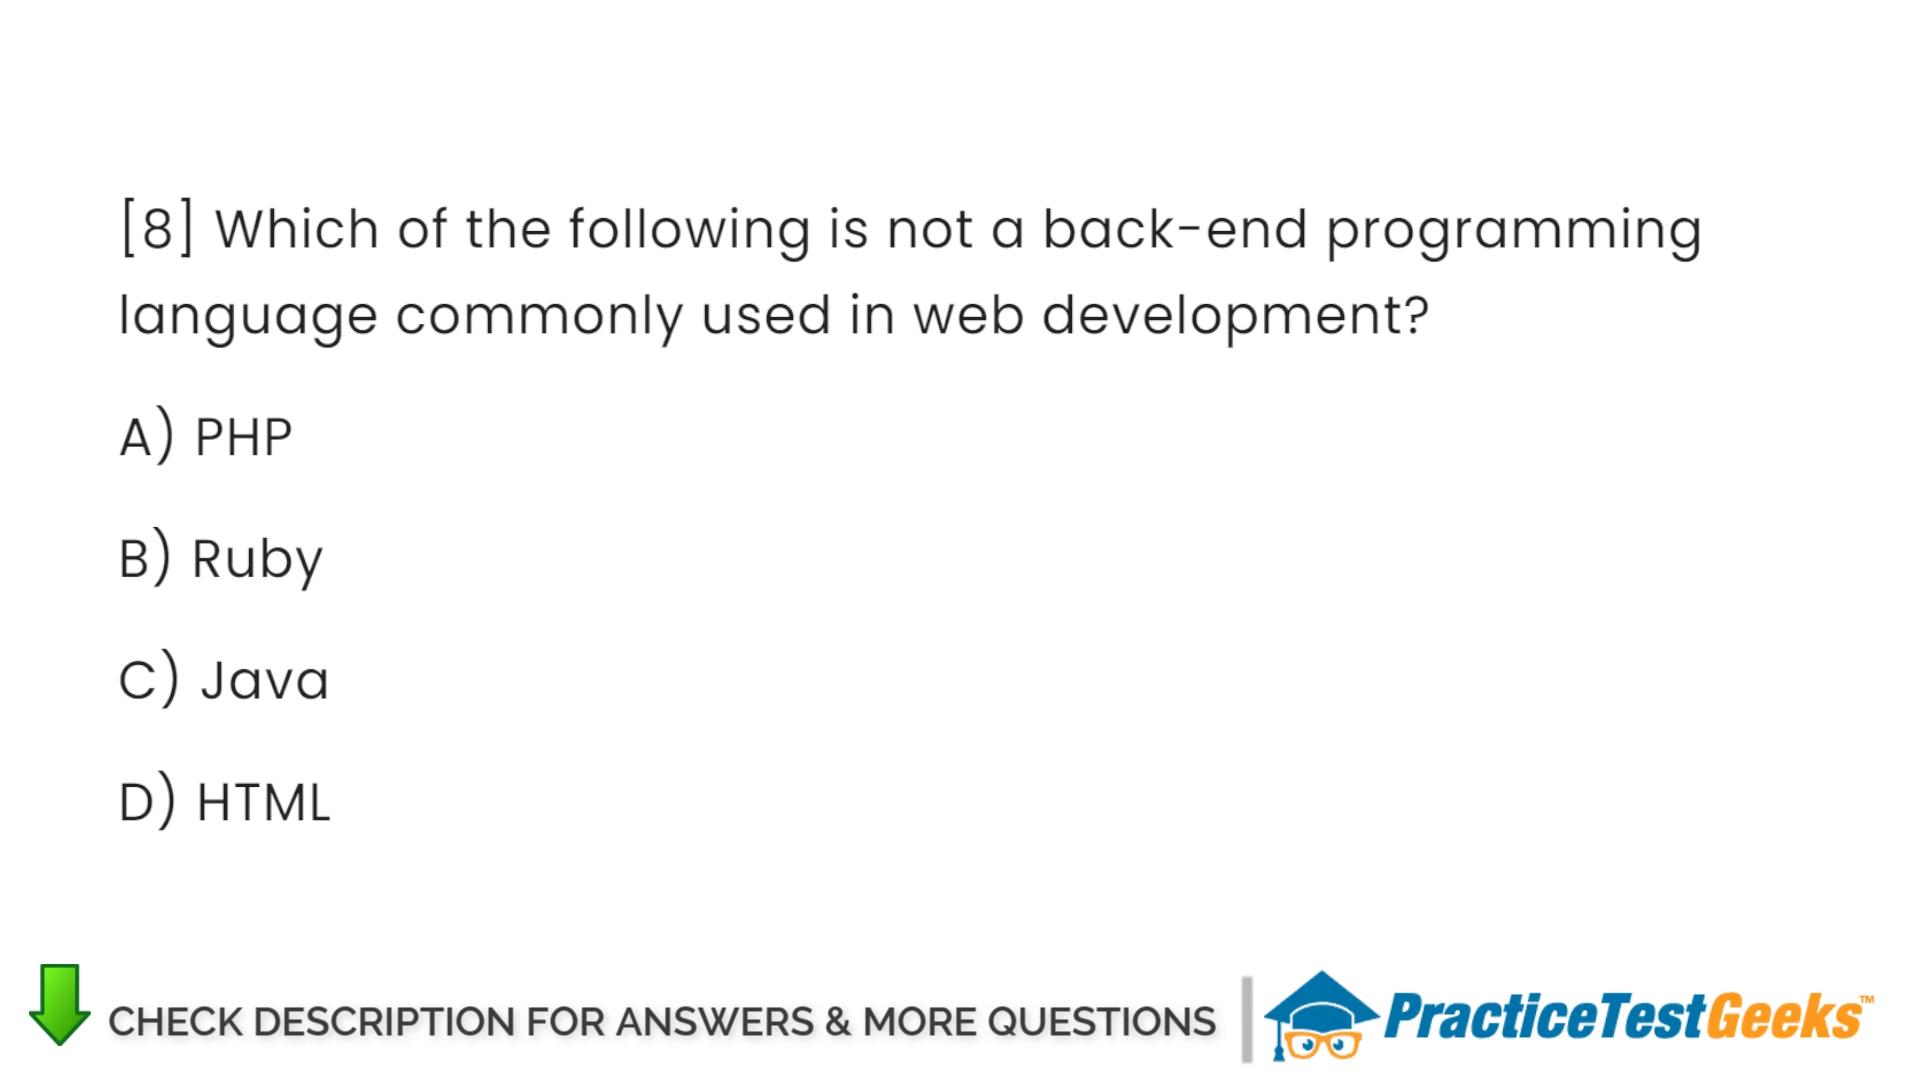 [8] Which of the following is not a back-end programming
language commonly used in web development?
A) PHP
B) Ruby
C) Java
D) HTML
CHECK DESCRIPTION FOR ANSWERS & MORE QUESTIONS
PracticeTestGeeks™